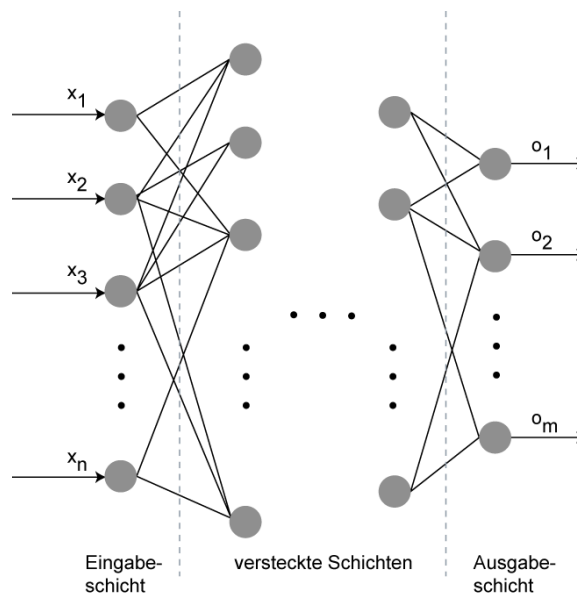 x1
x2
x3
xn
o1
o2
om
Eingabe-
schicht
versteckte Schichten
Ausgabe-
schicht